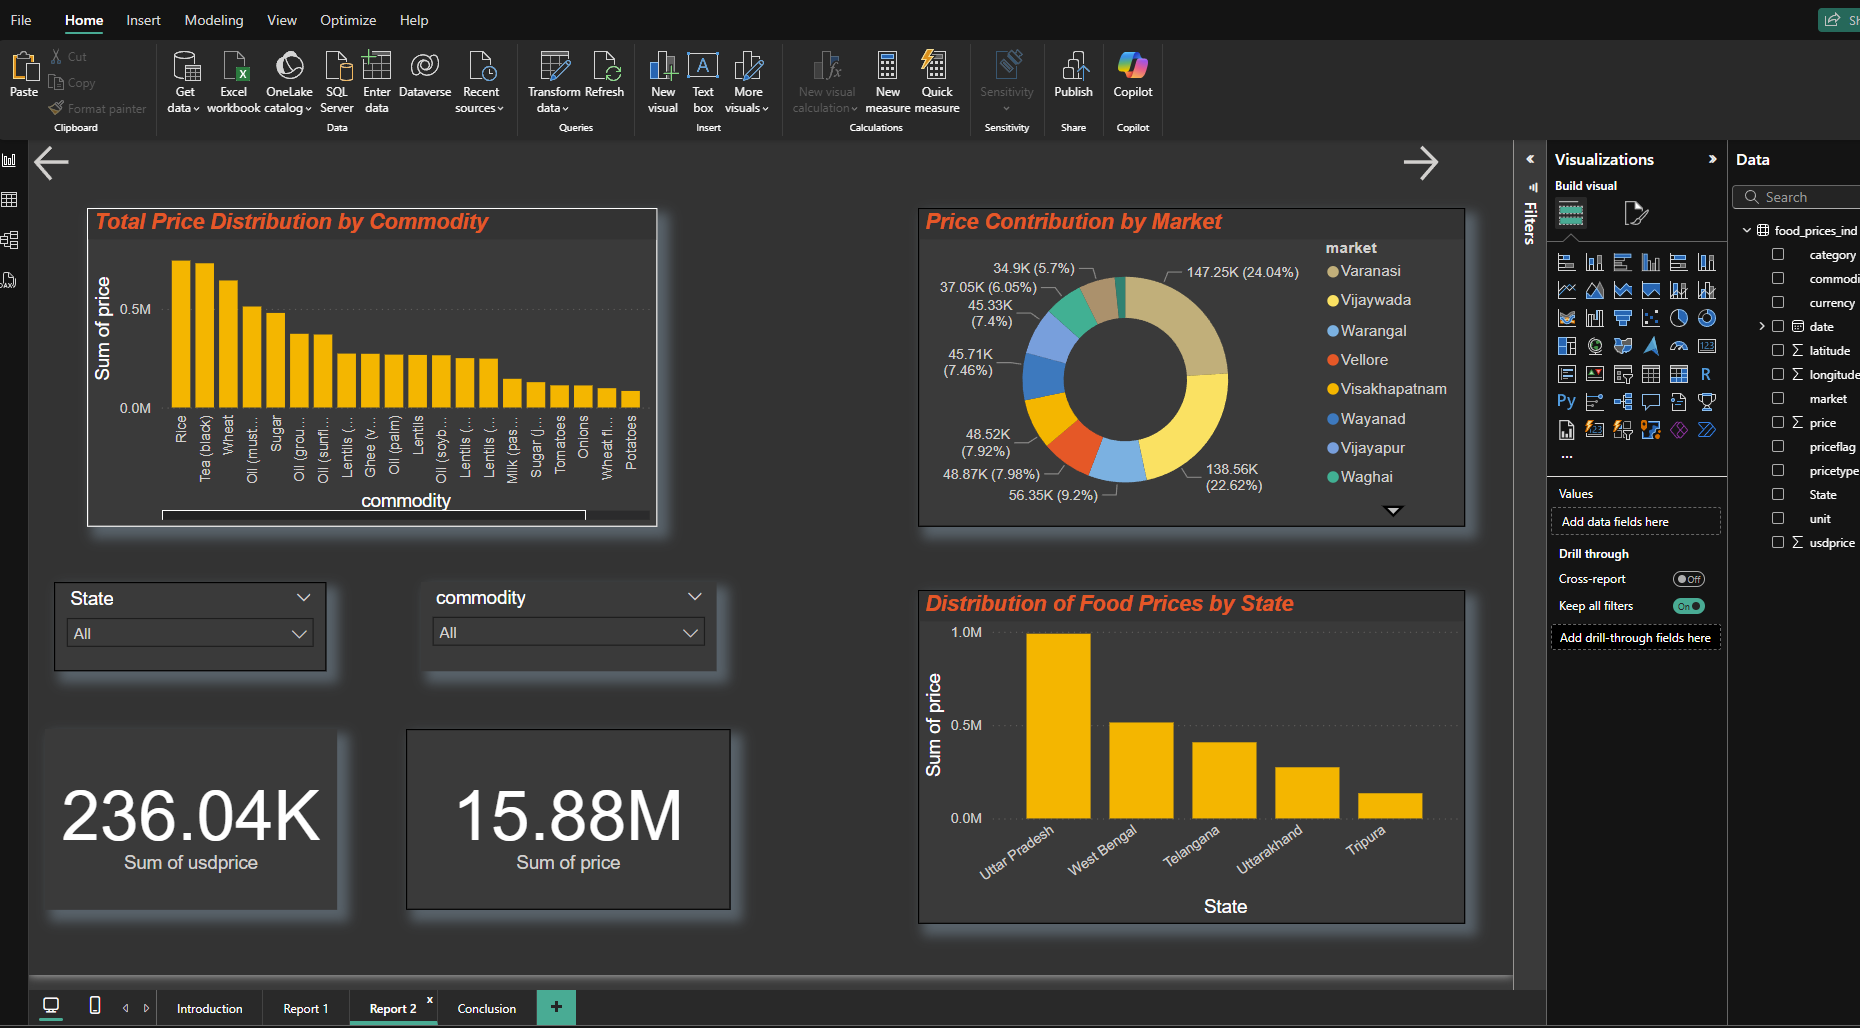 File Home Insert Modeling View Optimize Help
Paste
Cut
Copy
Format painter
Clipboard
Get data
Excel workbook
OneLake catalog
SQL Server
Enter data
Dataverse
Recent sources
Data
Transform data
Refresh
Queries
New visual
Text box
More visuals
Insert
New visual calculation
New measure
Quick measure
Calculations
Sensitivity
Sensitivity
Publish
Share
Copilot
Copilot
Total Price Distribution by Commodity
Sum of price
0.5M
0.0M
Rice
Tea (black)
Wheat
Oil (must...
Sugar
Oil (grou...
Oil (sunfl...
Lentils (...
Ghee (v...
Oil (palm)
Lentils
Oil (soyb...
Lentils (...
Lentils (...
Milk (pas...
Sugar (j...
Tomatoes
Onions
Wheat fl...
Potatoes
commodity
Price Contribution by Market
147.25K (24.04%)
138.56K
(22.62%)
56.35K (9.2%)
48.87K (7.98%)
48.52K
(7.92%)
45.71K
(7.46%)
45.33K
(7.4%)
37.05K (6.05%)
34.9K (5.7%)
market
Varanasi
Vijaywada
Warangal
Vellore
Visakhapatnam
Wayanad
Vijayapur
Waghai
State
All
commodity
All
236.04K
Sum of usdprice
15.88M
Sum of price
Distribution of Food Prices by State
Sum of price
1.0M
0.5M
0.0M
Uttar Pradesh
West Bengal
Telangana
Uttarakhand
Tripura
State
Filters
Visualizations
Build visual
123
R
Py
123
...
Values
Add data fields here
Drill through
Cross-report
Off
Keep all filters
On
Add drill-through fields here
Data
Search
food_prices_ind
category
commodi
currency
date
latitude
longitude
market
price
priceflag
pricetype
State
unit
usdprice
Introduction
Report 1
Report 2
x
Conclusion
+